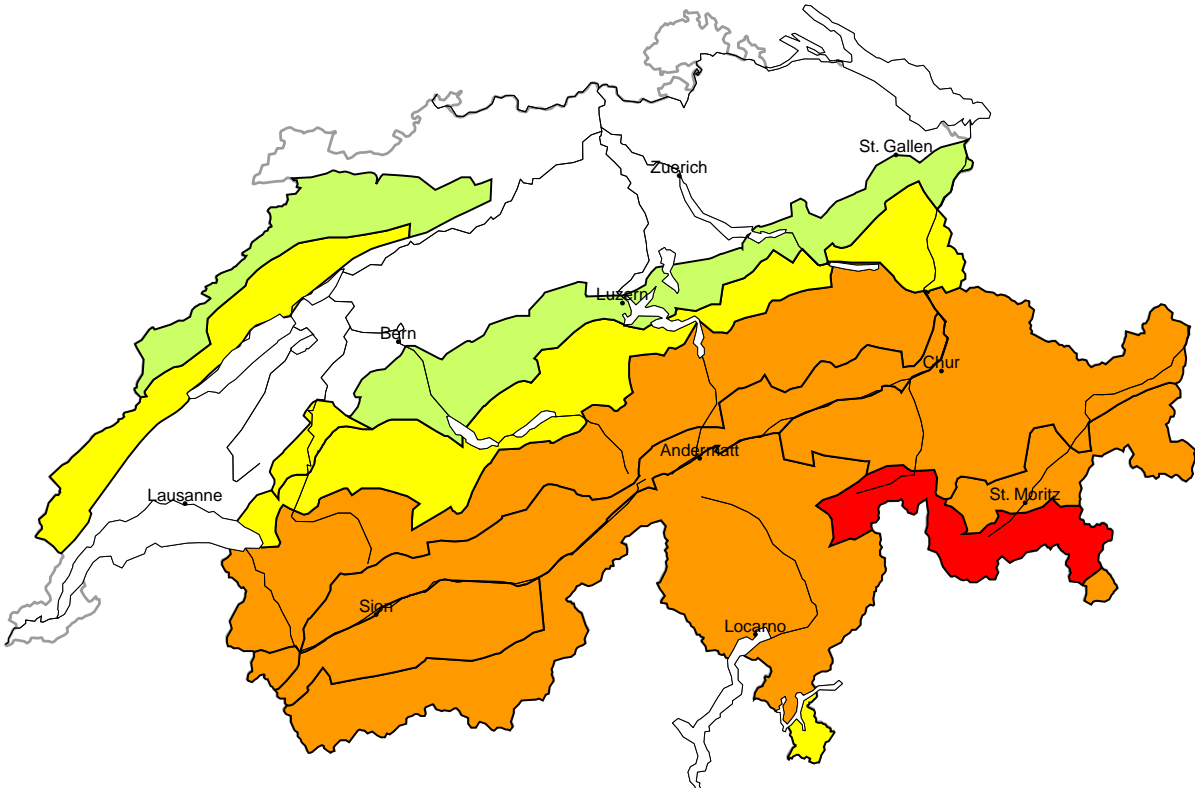 St. Gallen
Zuerich
Luzern
Bern
Chur
Andermatt
Lausanne
St. Moritz
Sion
Locarno